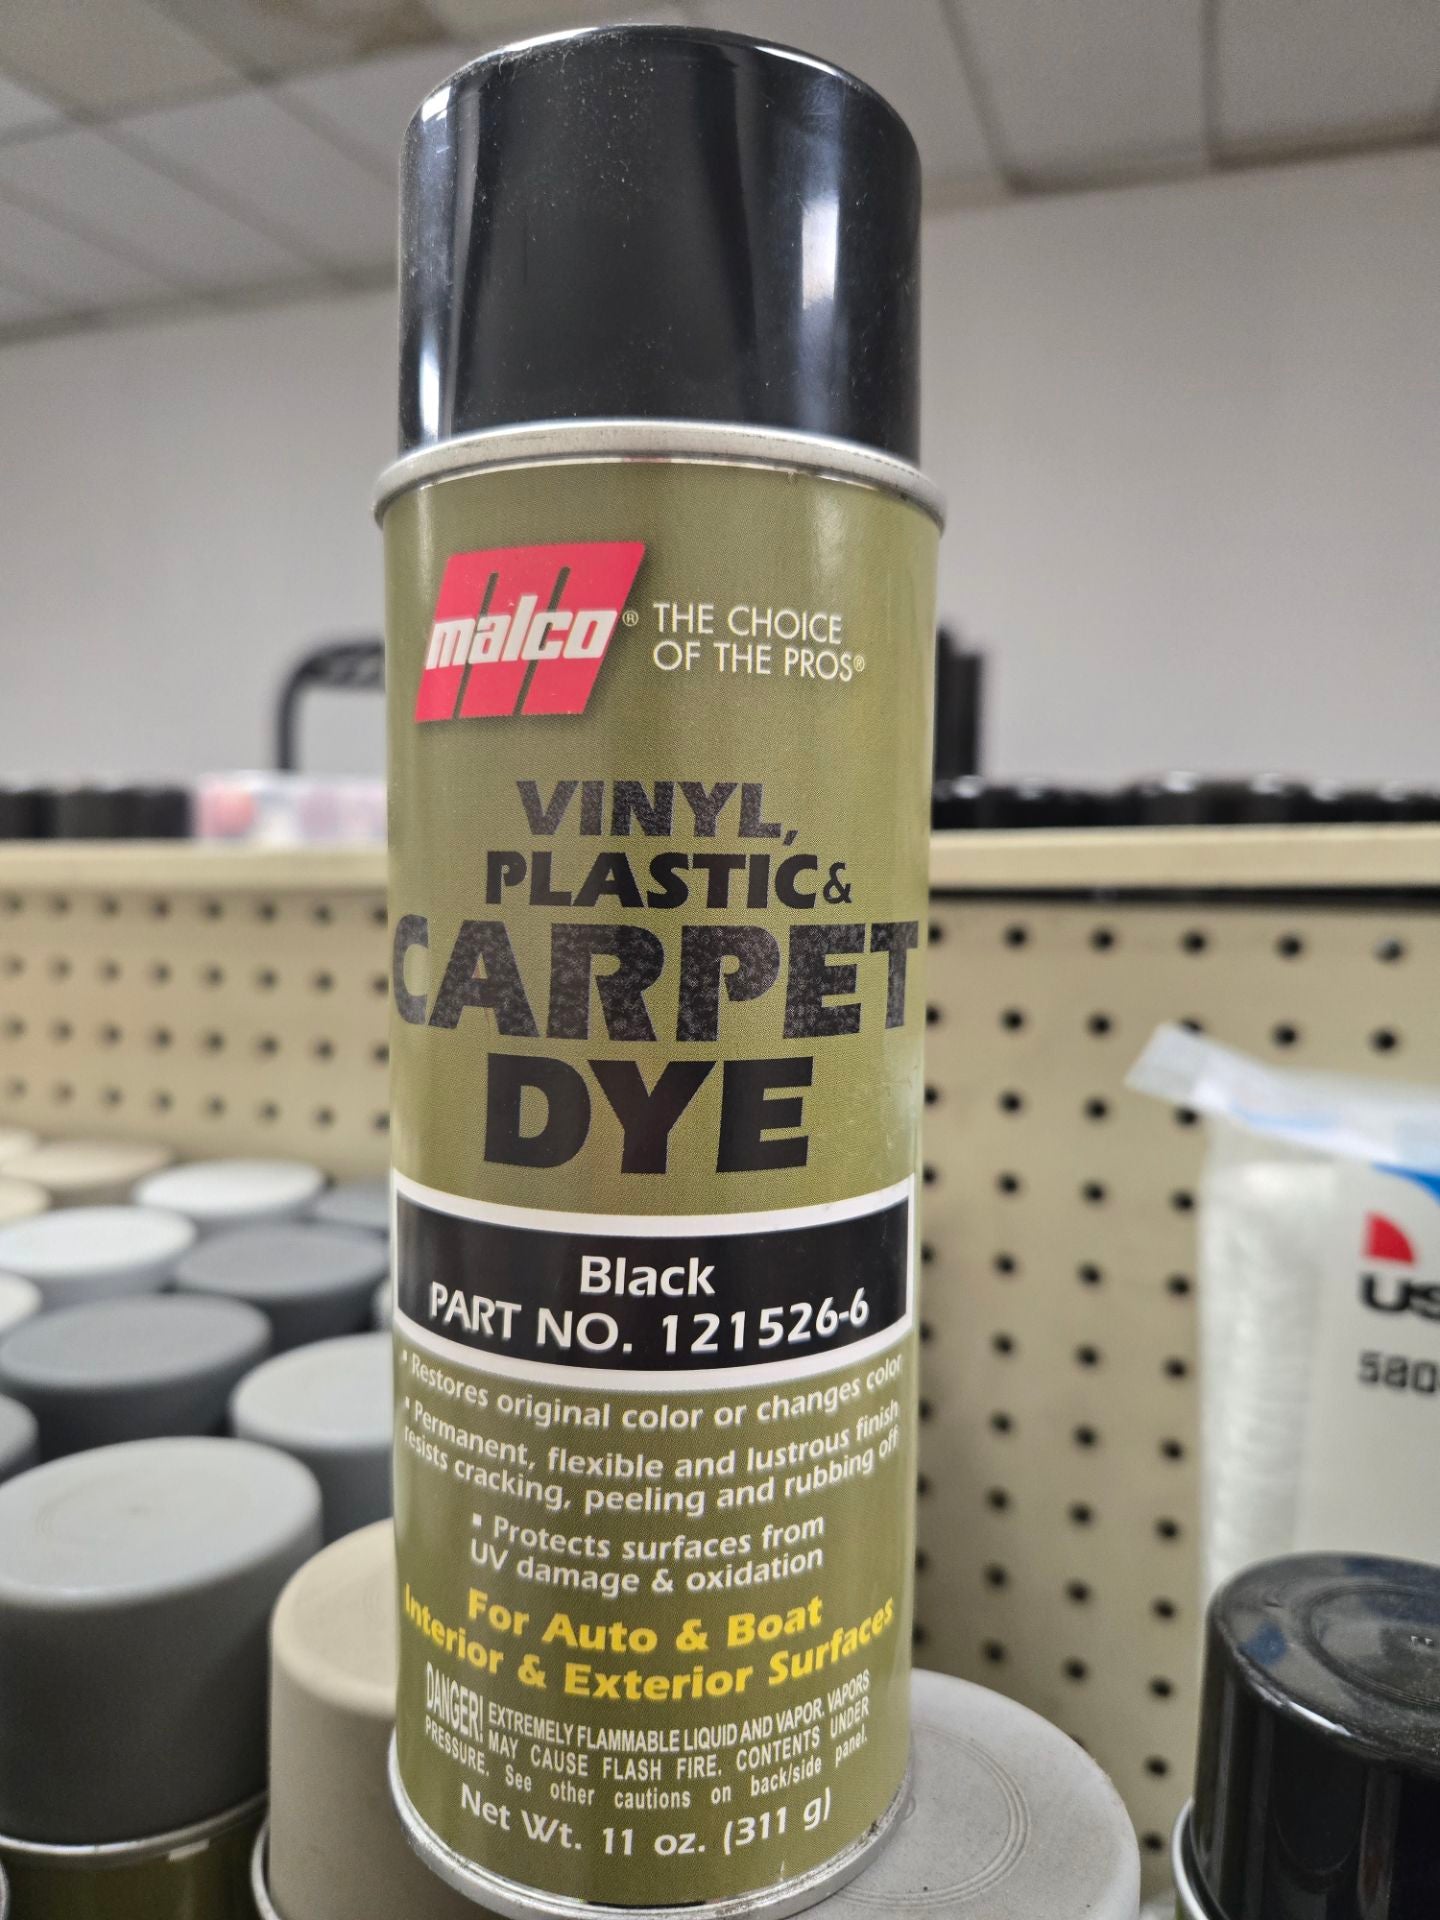 malco® THE CHOICE
OF THE PROS®
VINYL,
PLASTIC &
CARPET
DYE
Black
PART NO. 121526-6
▪ Restores original color or changes color
▪ Permanent, flexible and lustrous finish
resists cracking, peeling and rubbing off
▪ Protects surfaces from
UV damage & oxidation
For Auto & Boat
Interior & Exterior Surfaces
DANGER! EXTREMELY FLAMMABLE LIQUID AND VAPOR. VAPORS
MAY CAUSE FLASH FIRE. CONTENTS UNDER
PRESSURE. See other cautions on back/side panel.
Net Wt. 11 oz. (311 g)
US
580